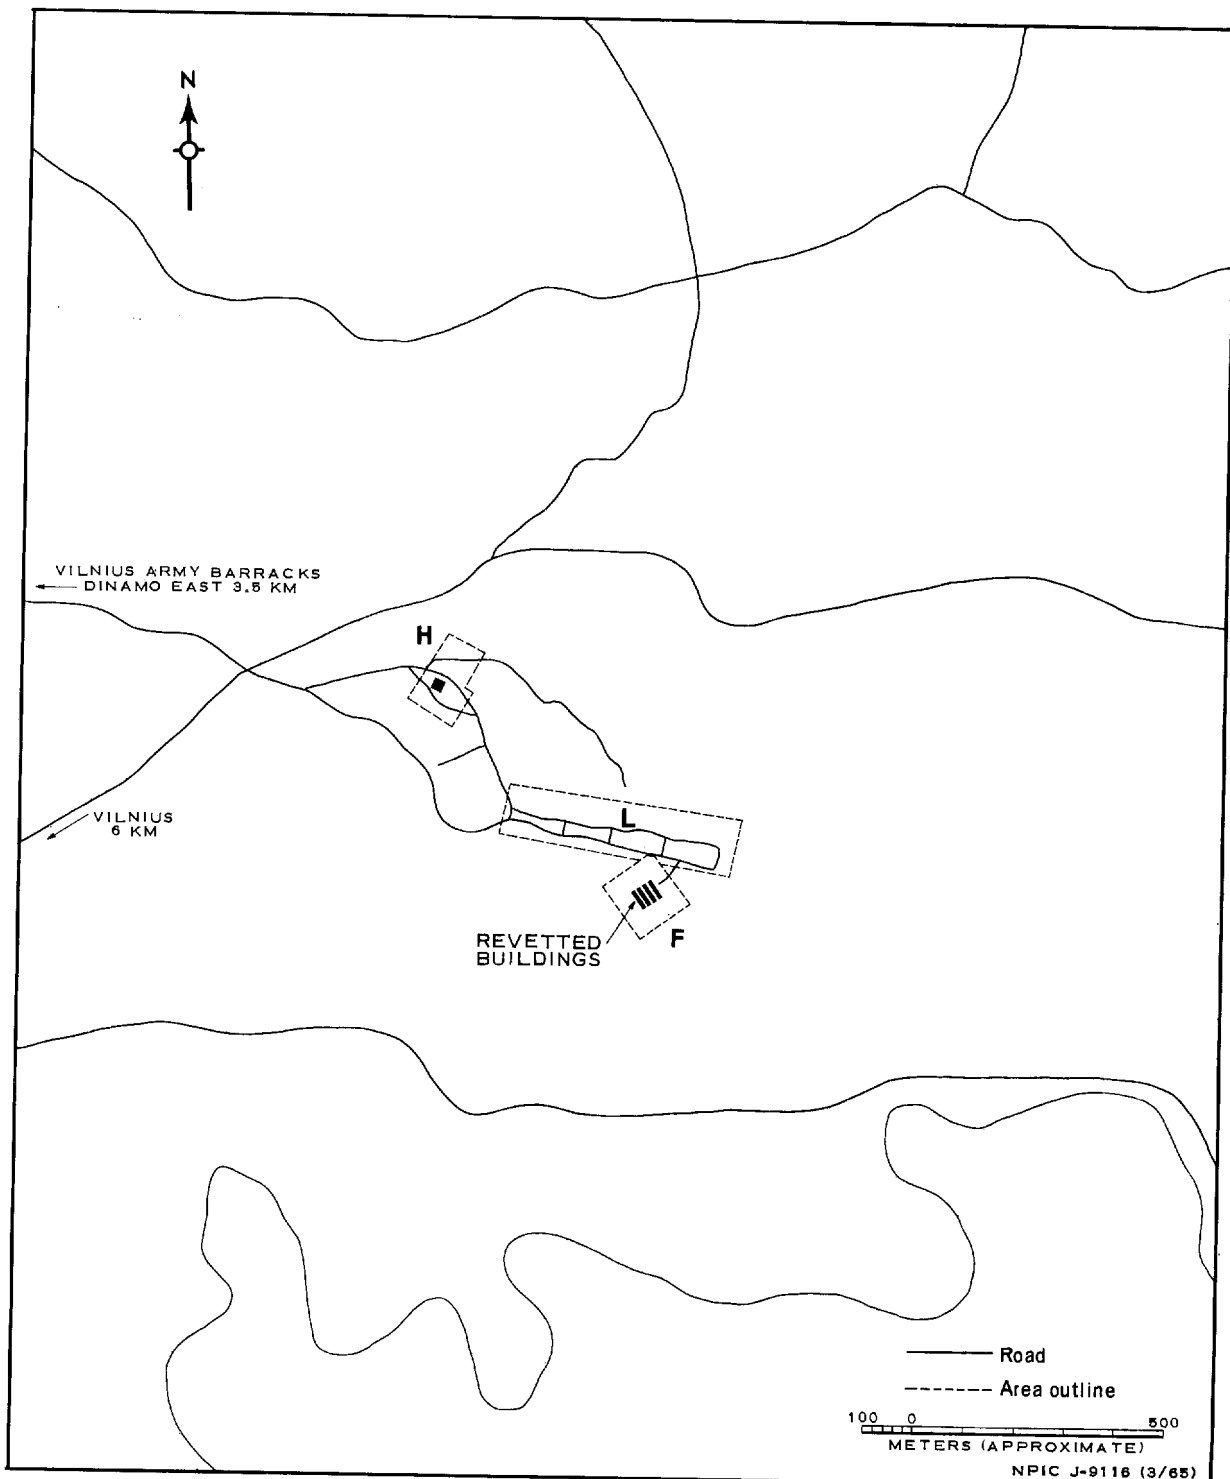 N
VILNIUS ARMY BARRACKS
DINAMO EAST 3.5 KM
H
VILNIUS
6 KM
L
REVETTED
BUILDINGS
F
Road
Area outline
100 0 500
METERS (APPROXIMATE)
NPIC J-9116 (3/65)